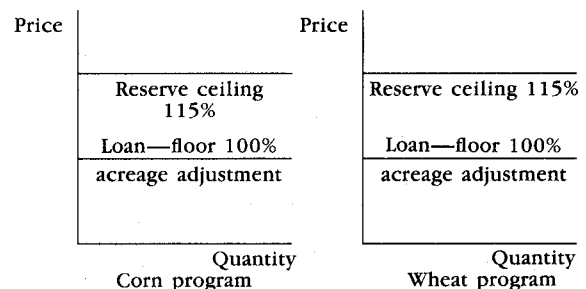 Price
Reserve ceiling
115%
Loan—floor 100%
acreage adjustment
Quantity
Corn program
Price
Reserve ceiling 115%
Loan—floor 100%
acreage adjustment
Quantity
Wheat program